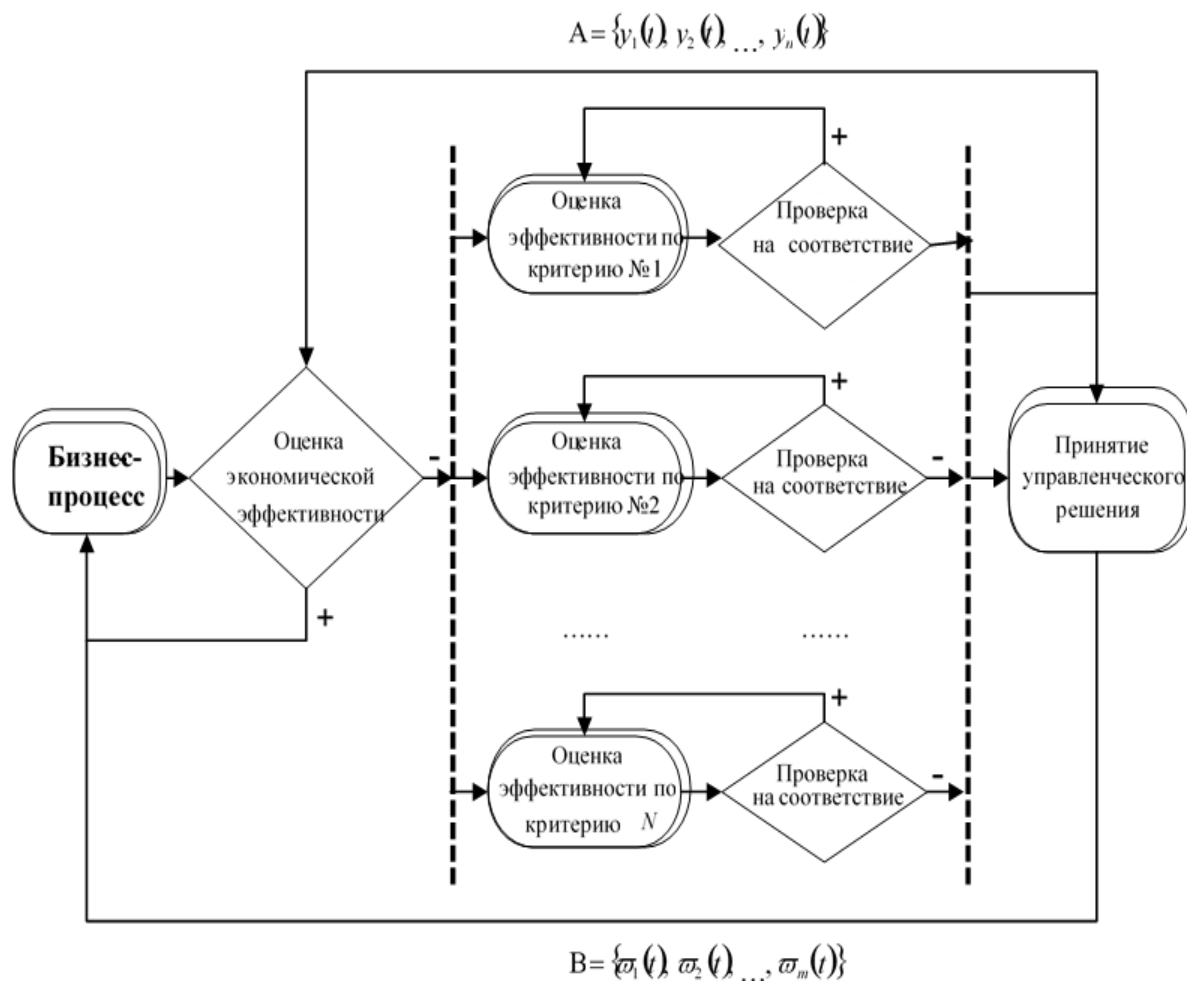 A={y₁(t), y₂(t), ..., yₙ(t)}
+
Оценка
эффективности по
критерию №1
Проверка
на соответствие
+
Оценка
эффективности по
критерию №2
Проверка
на соответствие
-
Бизнес-
процесс
Оценка
экономической
эффективности
-
+
Принятие
управленческого
решения
...... ......
+
Оценка
эффективности по
критерию N
Проверка
на соответствие
-
B={ϖ₁(t), ϖ₂(t), ..., ϖₘ(t)}